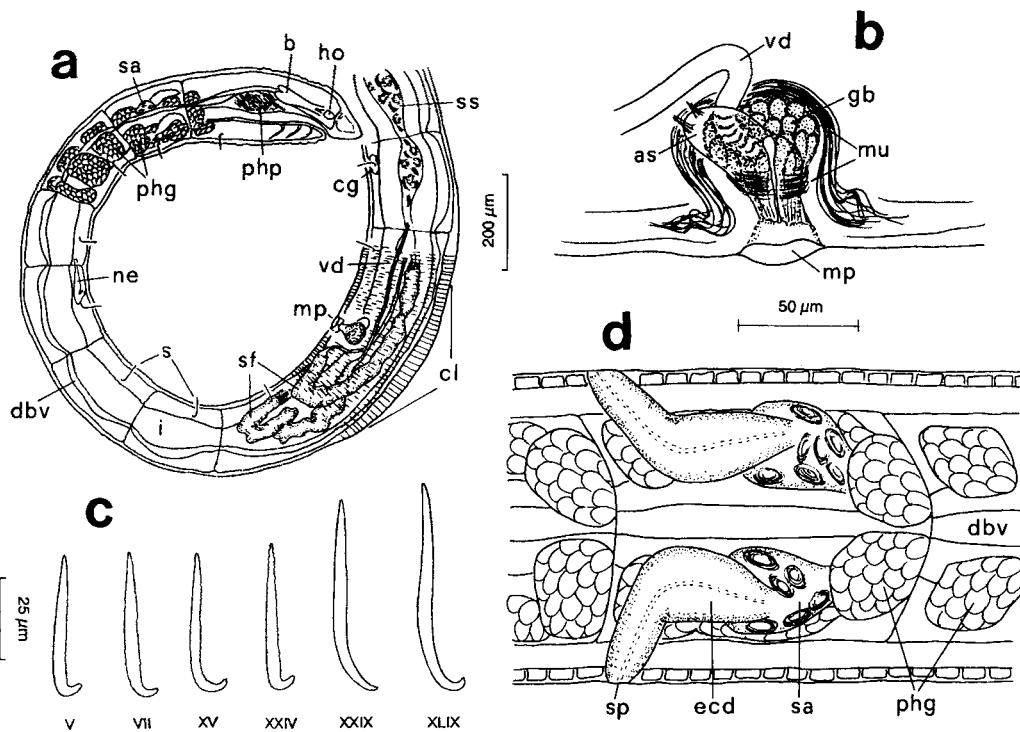 a
sa
b
ho
ss
phg
php
cg
ne
vd
mp
s
sf
cl
dbv
i
200 µm
b
vd
gb
as
mu
mp
50 µm
c
25 µm
V VII XV XXIV XXIX XLIX
d
dbv
sp ecd sa phg